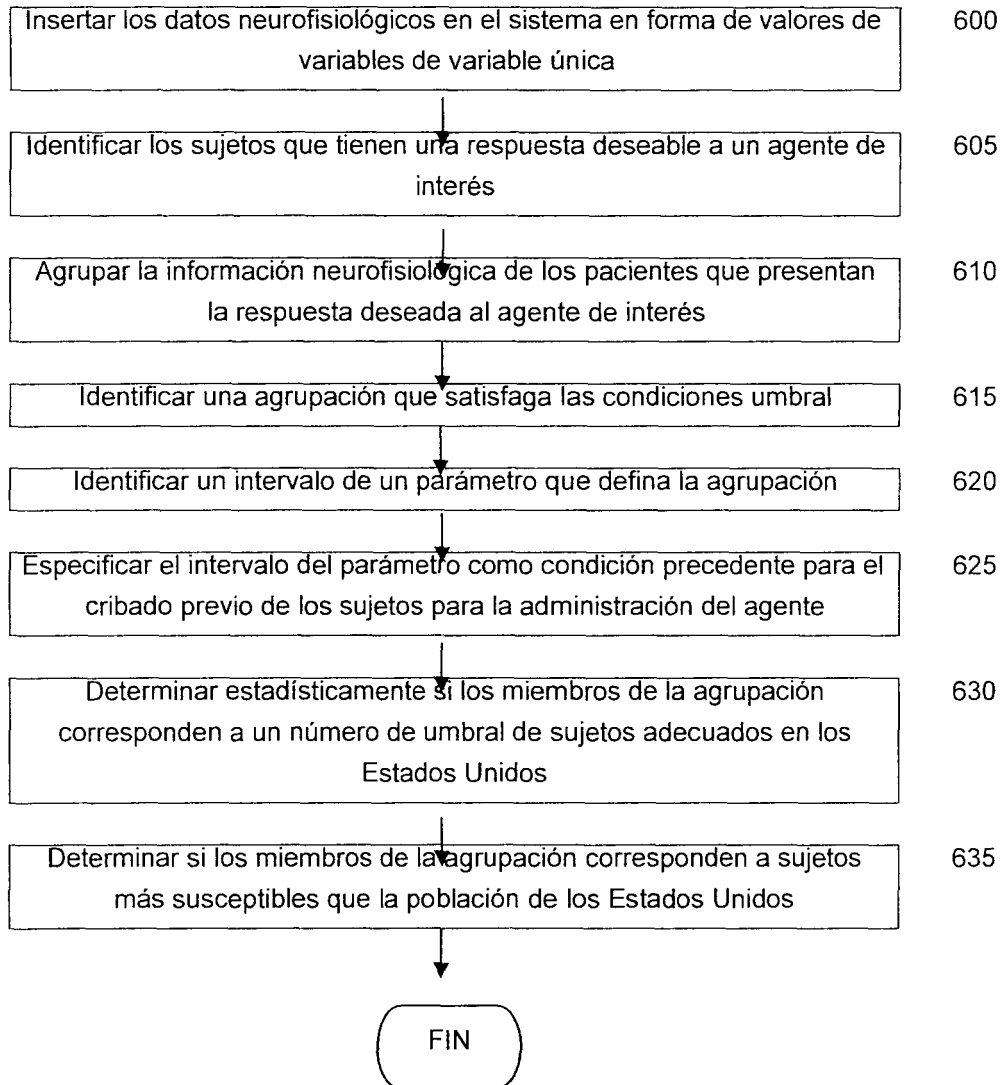 Insertar los datos neurofisiológicos en el sistema en forma de valores de 600
variables de variable única
Identificar los sujetos que tienen una respuesta deseable a un agente de 605
interés
Agrupar la información neurofisiológica de los pacientes que presentan 610
la respuesta deseada al agente de interés
Identificar una agrupación que satisfaga las condiciones umbral 615
Identificar un intervalo de un parámetro que defina la agrupación 620
Especificar el intervalo del parámetro como condición precedente para el 625
cribado previo de los sujetos para la administración del agente
Determinar estadísticamente si los miembros de la agrupación 630
corresponden a un número de umbral de sujetos adecuados en los
Estados Unidos
Determinar si los miembros de la agrupación corresponden a sujetos 635
más susceptibles que la población de los Estados Unidos
FIN